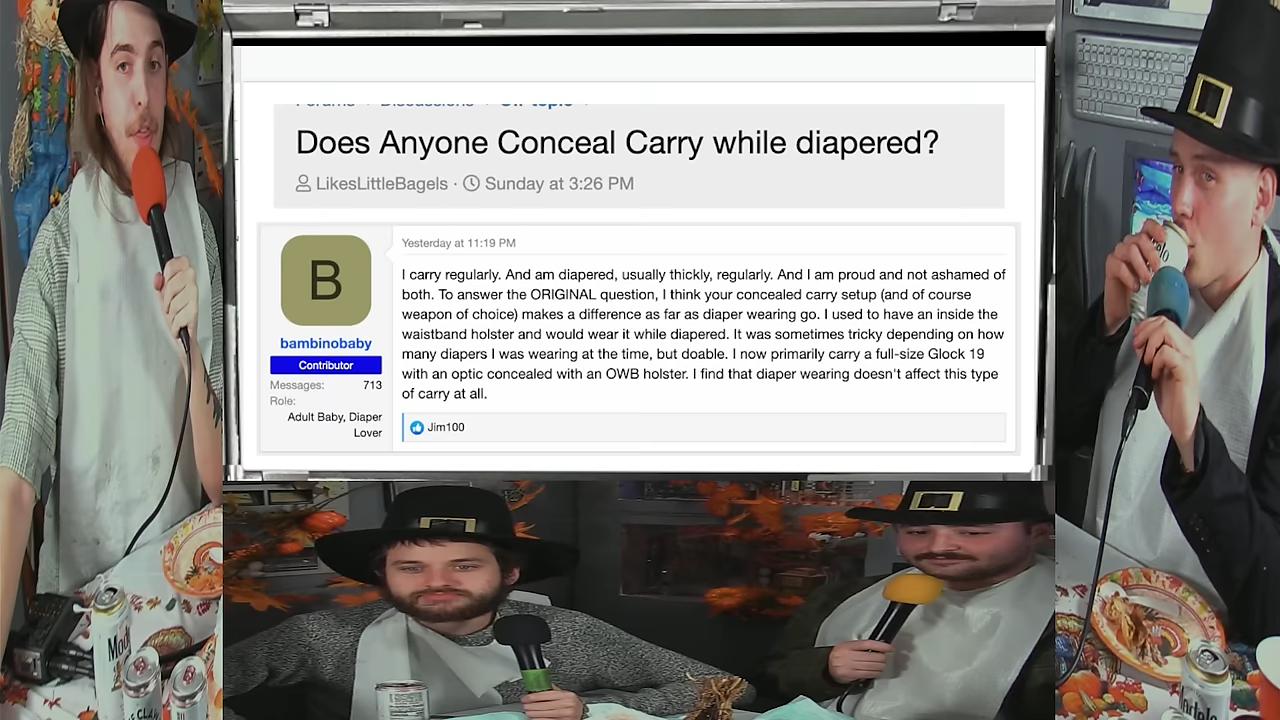 Does Anyone Conceal Carry while diapered?
LikesLittleBagels · Sunday at 3:26 PM
B
bambinobaby
Contributor
Messages: 713
Role:
Adult Baby, Diaper
Lover
Yesterday at 11:19 PM
I carry regularly. And am diapered, usually thickly, regularly. And I am proud and not ashamed of
both. To answer the ORIGINAL question, I think your concealed carry setup (and of course
weapon of choice) makes a difference as far as diaper wearing go. I used to have an inside the
waistband holster and would wear it while diapered. It was sometimes tricky depending on how
many diapers I was wearing at the time, but doable. I now primarily carry a full-size Glock 19
with an optic concealed with an OWB holster. I find that diaper wearing doesn't affect this type
of carry at all.
Jim100